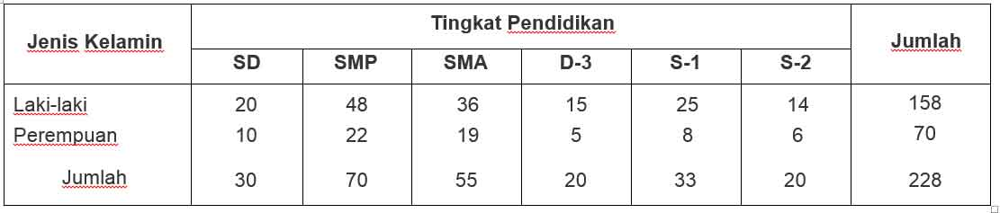 Jenis Kelamin Tingkat Pendidikan Jumlah
SD SMP SMA D-3 S-1 S-2
Laki-laki 20 48 36 15 25 14 158
Perempuan 10 22 19 5 8 6 70
Jumlah 30 70 55 20 33 20 228